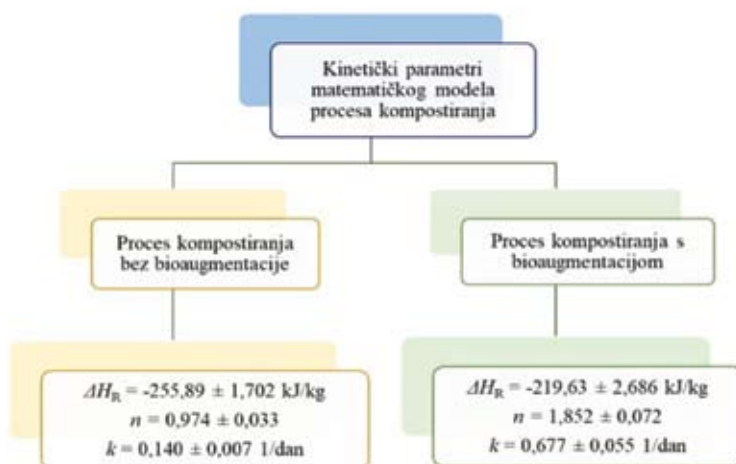 Kinetički parametri
matematičkog modela
procesa kompostiranja
Proces kompostiranja
bez bioaugmentacije
Proces kompostiranja s
bioaugmentacijom
ΔH_R = -255,89 ± 1,702 kJ/kg
n = 0,974 ± 0,033
k = 0,140 ± 0,007 1/dan
ΔH_R = -219,63 ± 2,686 kJ/kg
n = 1,852 ± 0,072
k = 0,677 ± 0,055 1/dan